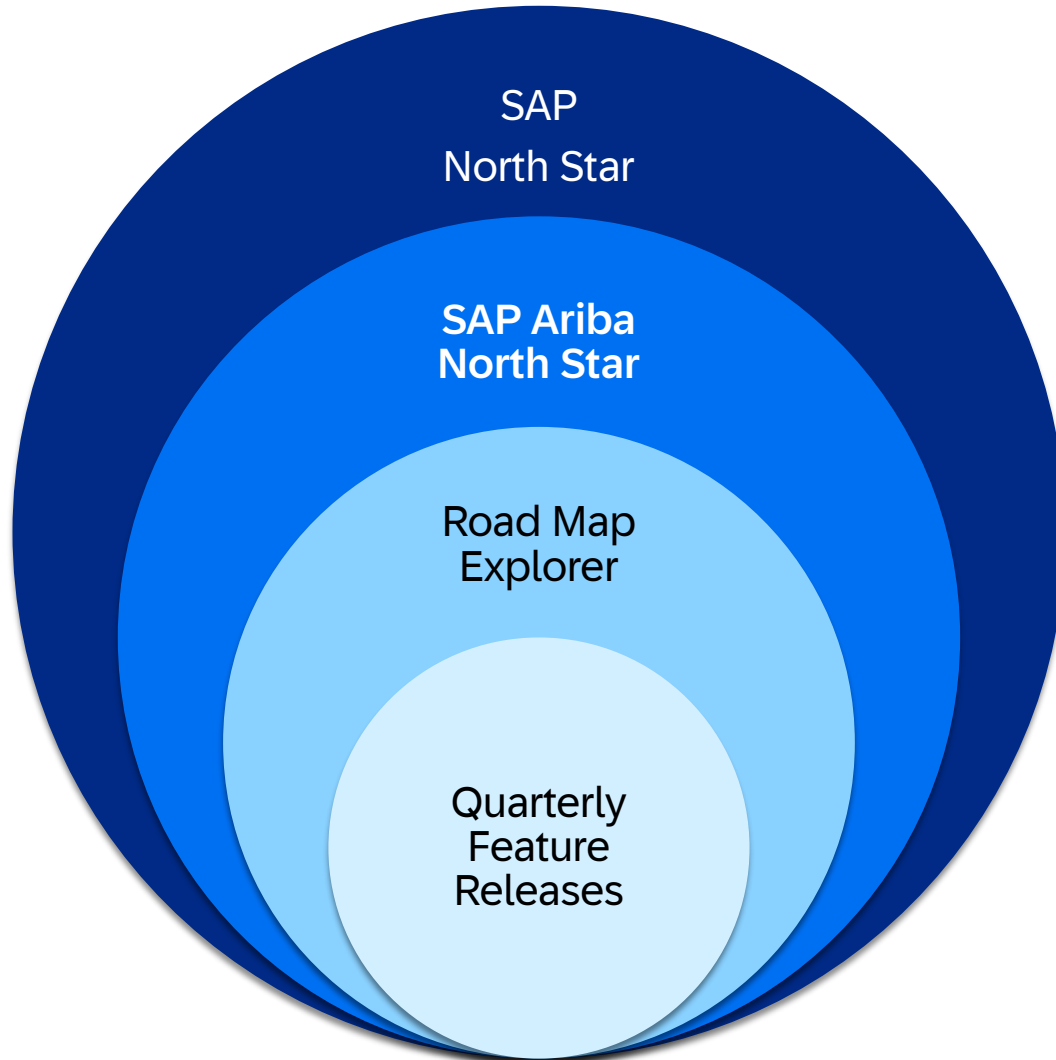 SAP
North Star
SAP Ariba
North Star
Road Map
Explorer
Quarterly
Feature
Releases